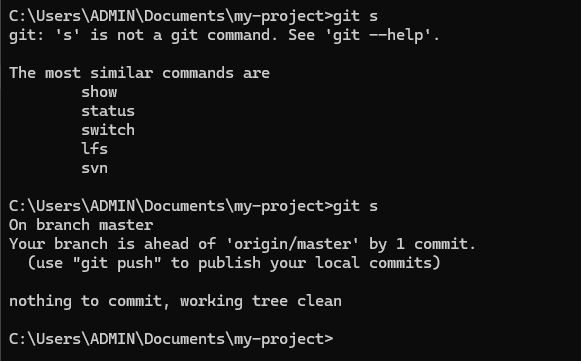 C:\Users\ADMIN\Documents\my-project>git s
git: 's' is not a git command. See 'git --help'.
The most similar commands are
show
status
switch
lfs
svn
C:\Users\ADMIN\Documents\my-project>git s
On branch master
Your branch is ahead of 'origin/master' by 1 commit.
(use "git push" to publish your local commits)
nothing to commit, working tree clean
C:\Users\ADMIN\Documents\my-project>